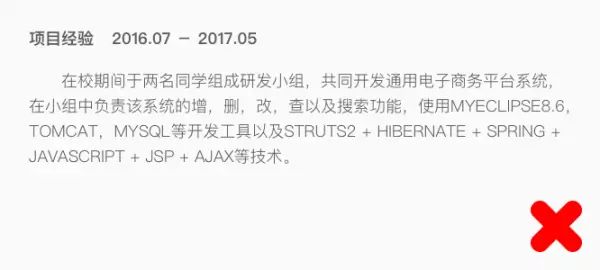 项目经验 2016.07 – 2017.05
在校期间于两名同学组成研发小组，共同开发通用电子商务平台系统，
在小组中负责该系统的增，删，改，查以及搜索功能，使用MYECLIPSE8.6，
TOMCAT，MYSQL等开发工具以及STRUTS2 + HIBERNATE + SPRING +
JAVASCRIPT + JSP + AJAX等技术。